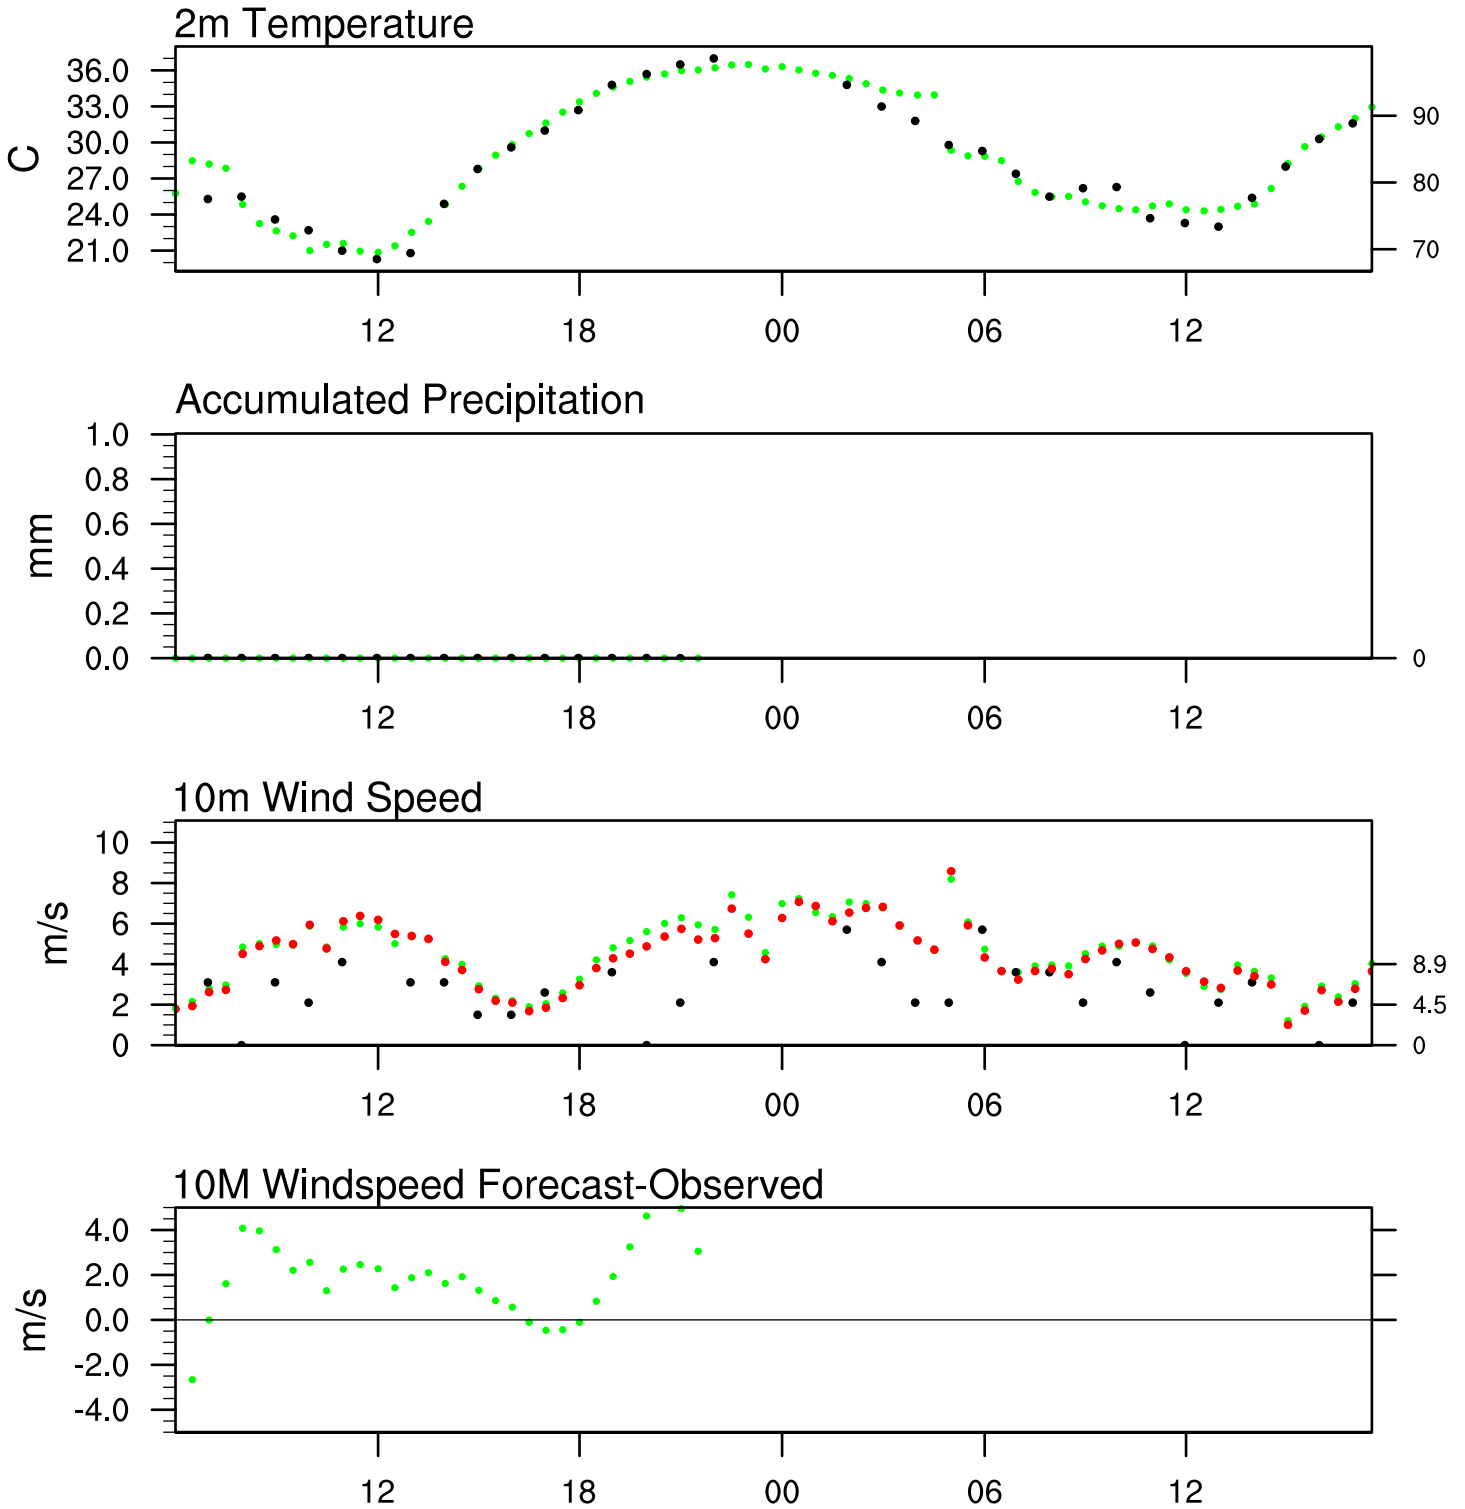 2m Temperature
36.0
33.0
30.0
27.0
24.0
21.0
C
90
80
70
12 18 00 06 12
Accumulated Precipitation
1.0
0.8
0.6
0.4
0.2
0.0
mm
0
12 18 00 06 12
10m Wind Speed
10
8
6
4
2
0
m/s
8.9
4.5
0
12 18 00 06 12
10M Windspeed Forecast-Observed
4.0
2.0
0.0
-2.0
-4.0
m/s
12 18 00 06 12